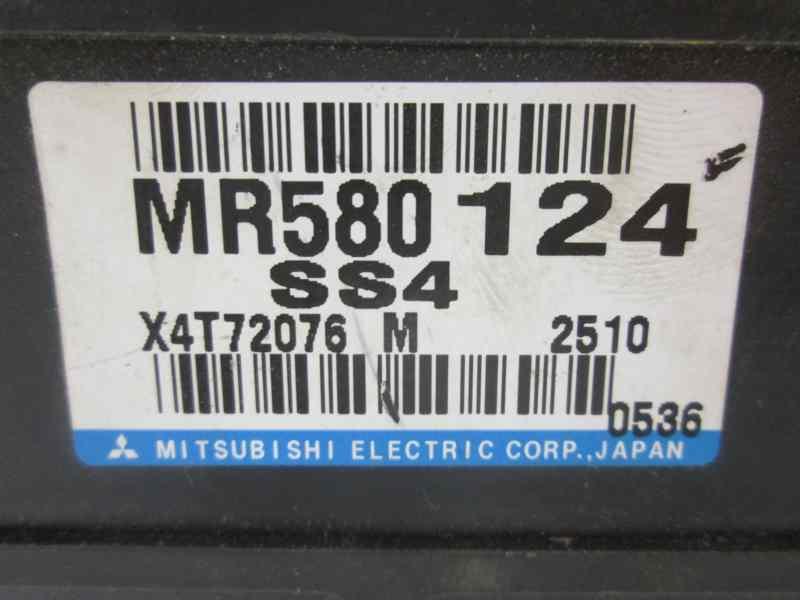 MR580124
SS4
X4T72076 M 2510
0536
MITSUBISHI ELECTRIC CORP.,JAPAN